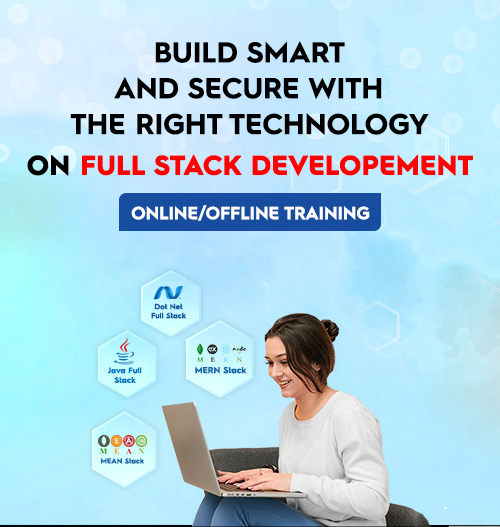 BUILD SMART
AND SECURE WITH
THE RIGHT TECHNOLOGY
ON FULL STACK DEVELOPEMENT
ONLINE/OFFLINE TRAINING
Dot Net
Full Stack
Java Full
Stack
M E R N
MERN Stack
M E A N
MEAN Stack